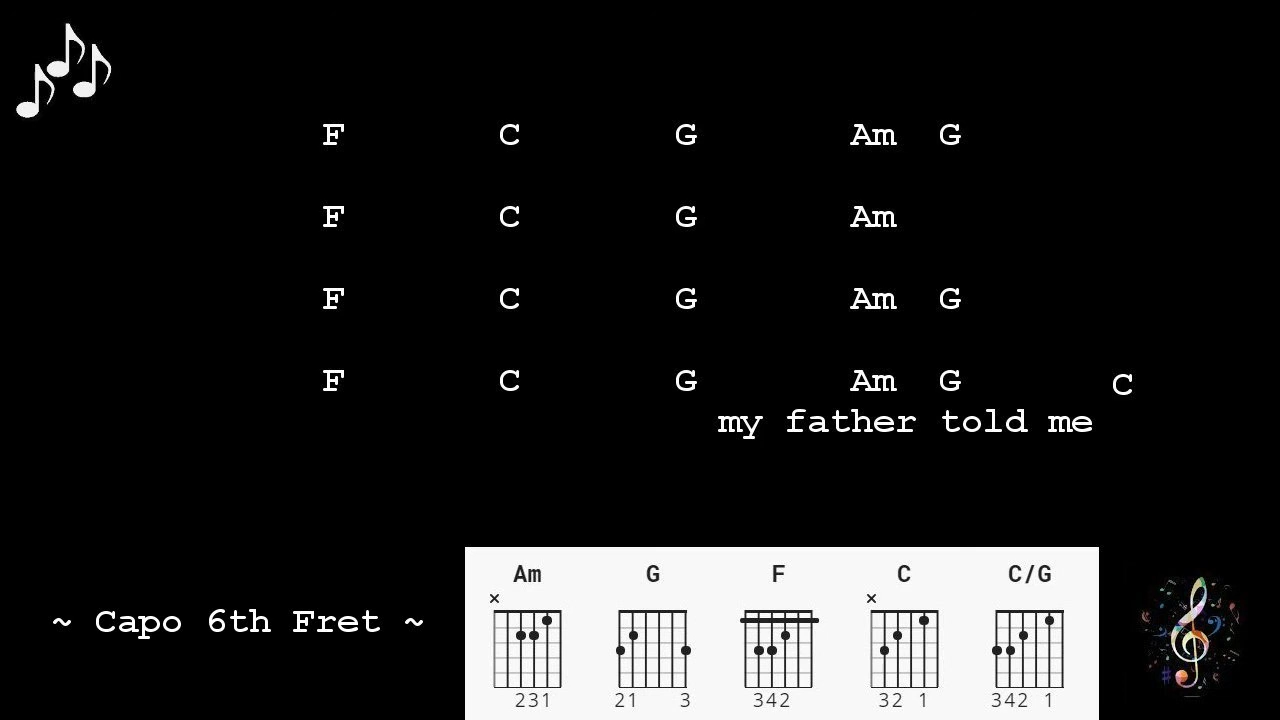 F C G Am G
F C G Am
F C G Am G
F C G Am G C
my father told me
~ Capo 6th Fret ~
Am G F C C/G
× ×
231 21 3 342 32 1 342 1